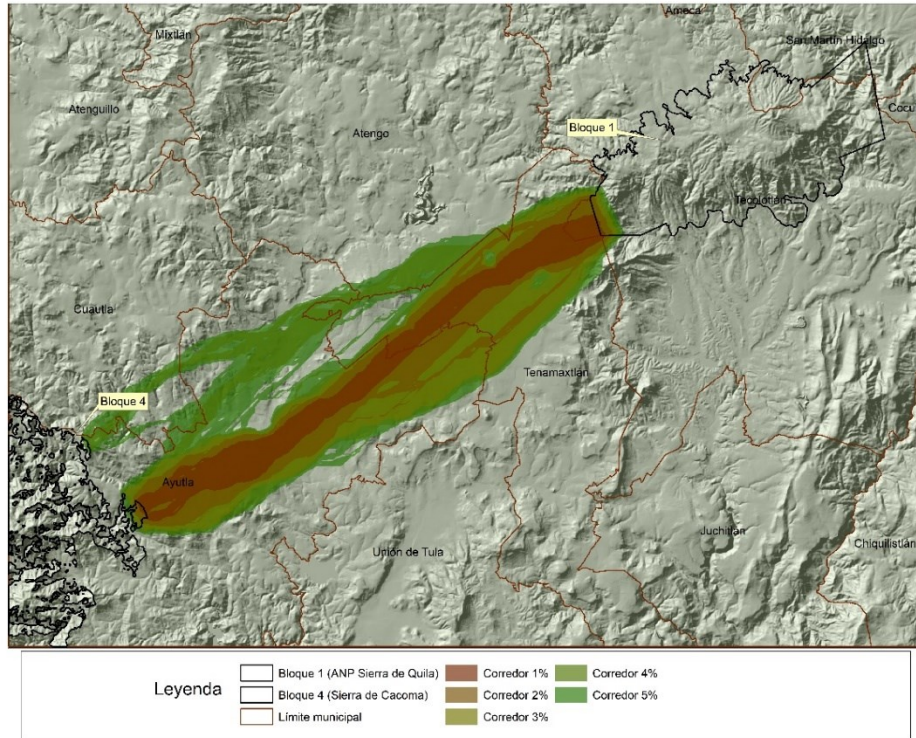 Ameca
Mixtlán
San Martín Hidalgo
Atenguillo
Cocu
Atengo
Bloque 1
Tecolotlán
Cuautla
Tenamaxtlán
Bloque 4
Ayutla
Juchitlán
Unión de Tula
Chiquilistlán
Leyenda
Bloque 1 (ANP Sierra de Quila)
Bloque 4 (Sierra de Cacoma)
Límite municipal
Corredor 1%
Corredor 2%
Corredor 3%
Corredor 4%
Corredor 5%